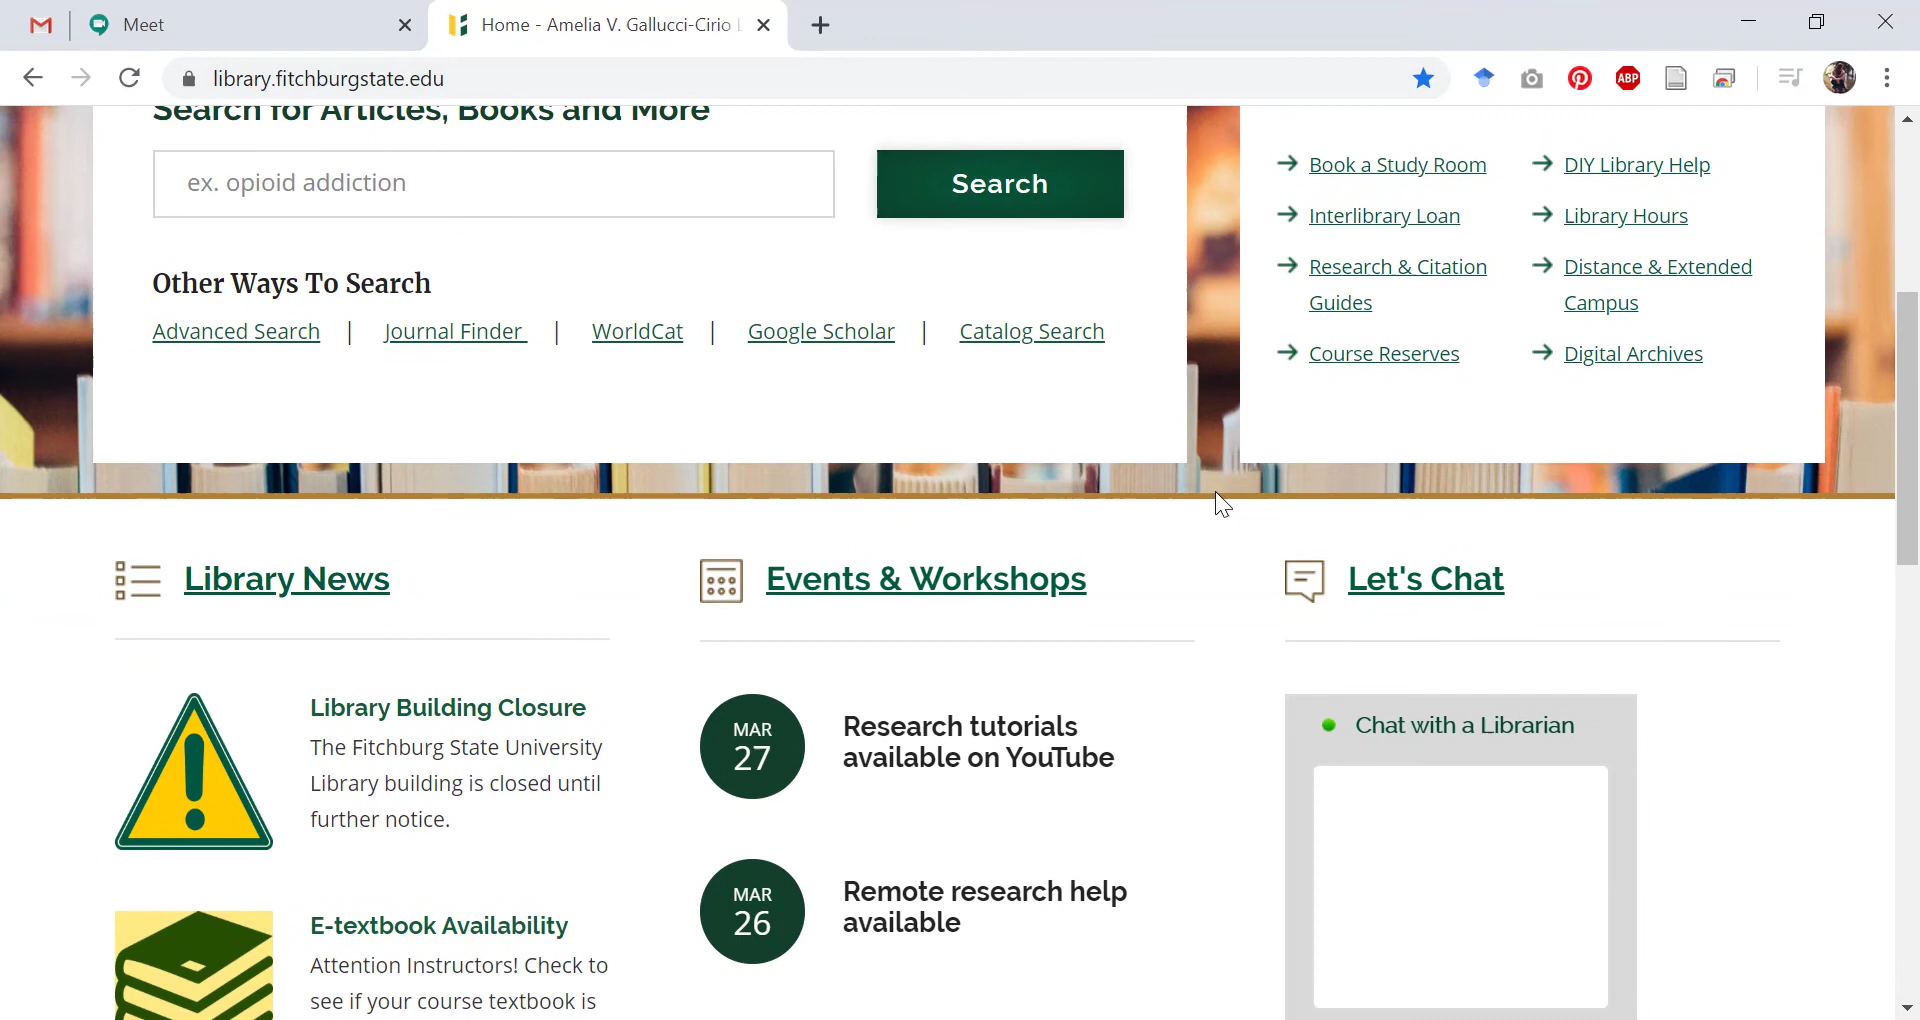 Meet
Home - Amelia V. Gallucci-Cirio
library.fitchburgstate.edu
ABP
Search for Articles, Books and More
ex. opioid addiction
Search
Other Ways To Search
Advanced Search | Journal Finder | WorldCat | Google Scholar | Catalog Search
Book a Study Room
Interlibrary Loan
Research & Citation
Guides
Course Reserves
DIY Library Help
Library Hours
Distance & Extended
Campus
Digital Archives
Library News
Library Building Closure
The Fitchburg State University
Library building is closed until
further notice.
E-textbook Availability
Attention Instructors! Check to
see if your course textbook is
Events & Workshops
MAR
27
Research tutorials
available on YouTube
MAR
26
Remote research help
available
Let's Chat
Chat with a Librarian